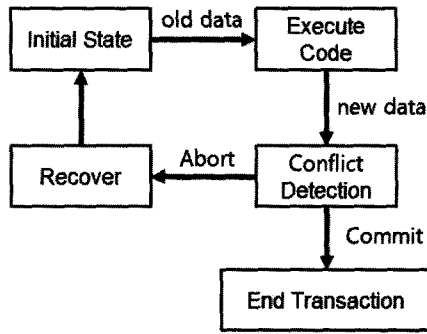 Initial State
old data
Execute
Code
new data
Recover
Abort
Conflict
Detection
Commit
End Transaction